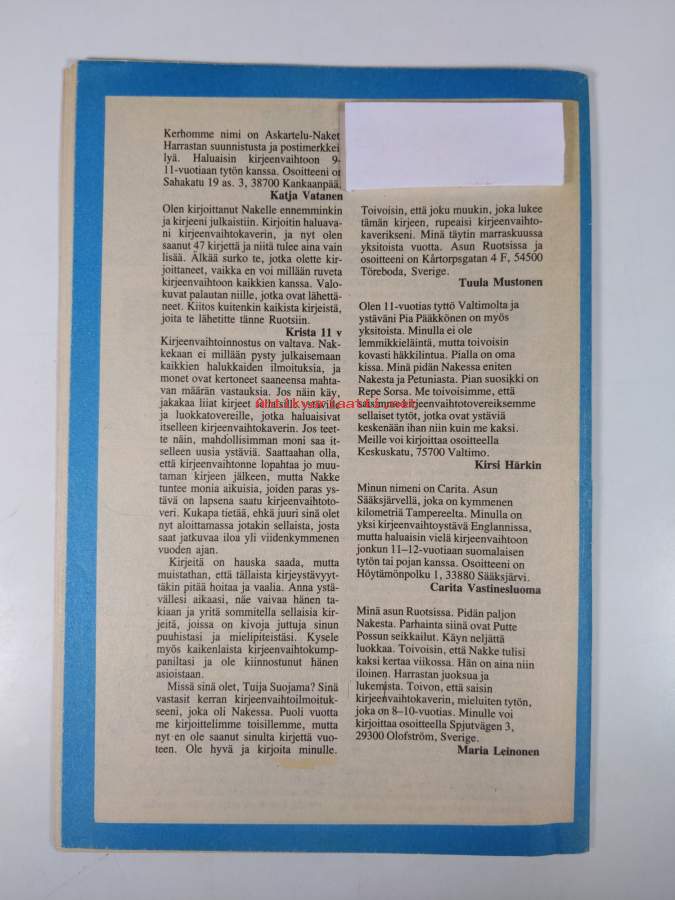 Kerhomme nimi on Askartelu-Naket
Harrastan suunnistusta ja postimerkkei
lyä. Haluaisin kirjeenvaihtoon 9-
11-vuotiaan tytön kanssa. Osoitteeni on
Sahakatu 19 as. 3, 38700 Kankaanpää.
Katja Vatanen
Olen kirjoittanut Nakelle ennemminkin
ja kirjeeni julkaistiin. Kirjoitin haluava-
ni kirjeenvaihtokaverin, ja nyt olen
saanut 47 kirjettä ja niitä tulee aina vain
lisää. Älkää surko te, jotka olette kir-
joittaneet, vaikka en voi millään ruveta
kirjeenvaihtoon kaikkien kanssa. Valo-
kuvat palautan niille, jotka ovat lähettä-
neet. Kiitos kuitenkin kaikista kirjeistä,
joita te lähetitte tänne Ruotsiin.
Krista 11 v
Kirjeenvaihtoinnostus on valtava. Nak-
kekaan ei millään pysty julkaisemaan
kaikkien halukkaiden ilmoituksia, ja
monet ovat kertoneet saaneensa mahta-
van määrän vastauksia. Jos näin käy,
jakakaa liiat kirjeet sellaisille
ja luokkatovereille, jotka haluaisivat
itselleen kirjeenvaihtokaverin. Jos teet-
te näin, mahdollisimman moni saa it-
selleen uusia ystäviä. Saattaahan olla,
että kirjeenvaihtonne lopahtaa jo muu-
taman kirjeen jälkeen, mutta Nakke
tuntee monia aikuisia, joiden paras ys-
tävä on lapsena saatu kirjeenvaihtoto-
veri. Kukapa tietää, ehkä juuri sinä olet
nyt aloittamassa jotakin sellaista, josta
saat jatkuvaa iloa yli viidenkymmenen
vuoden ajan.
Kirjeitä on hauska saada, mutta
muistathan, että tällaista kirjeystävyyt-
täkin pitää hoitaa ja vaalia. Anna ystä-
vällesi aikaasi, näe vaivaa hänen ta-
kiaan ja yritä sommitella sellaisia kir-
jeitä, joissa on kivoja juttuja sinun
puuhistasi ja mielipiteistäsi. Kysele
myös kaikenlaista kirjeenvaihtokump-
paniltasi ja ole kiinnostunut hänen
asioistaan.
Missä sinä olet, Tuija Suojama? Sinä
vastasit kerran kirjeenvaihtoilmoituk-
seeni, joka oli Nakessa. Puoli vuotta
me kirjoittelimme toisillemme, mutta
nyt en ole saanut sinulta kirjettä vuo-
teen. Ole hyvä ja kirjoita minulle.
Toivoisin, että joku muukin, joka lukee
tämän kirjeen, rupeaisi kirjeenvaihto-
kaverikseni. Minä täytin marraskuussa
yksitoista vuotta. Asun Ruotsissa ja
osoitteeni on Kårtorpsgatan 4 F, 54500
Töreboda, Sverige.
Tuula Mustonen
Olen 11-vuotias tyttö Valtimolta ja
ystäväni Pia Pääkkönen on myös
yksitoista. Minulla ei ole
lemmikkieläintä, mutta toivoisin
kovasti häkkilintua. Pialla on oma
kissa. Minä pidän Nakessa eniten
Nakesta ja Petuniasta. Pian suosikki on
Repe Sorsa. Me toivoisimme, että
saisimme kirjeenvaihtotovereiksemme
sellaiset tytöt, jotka ovat ystäviä
keskenään ihan niin kuin me kaksi.
Meille voi kirjoittaa osoitteella
Keskuskatu, 75700 Valtimo.
Kirsi Härkin
Minun nimeni on Carita. Asun
Sääksjärvellä, joka on kymmenen
kilometriä Tampereelta. Minulla on
yksi kirjeenvaihtoystävä Englannissa,
mutta haluaisin vielä kirjeenvaihtoon
jonkun 11–12-vuotiaan suomalaisen
tytön tai pojan kanssa. Osoitteeni on
Höytämönpolku 1, 33880 Sääksjärvi.
Carita Vastinesluoma
Minä asun Ruotsissa. Pidän paljon
Nakesta. Parhainta siinä ovat Putte
Possun seikkailut. Käyn neljättä
luokkaa. Toivoisin, että Nakke tulisi
kaksi kertaa viikossa. Hän on aina niin
iloinen. Harrastan juoksua ja
lukemista. Toivon, että saisin
kirjeenvaihtokaverin, mieluiten tytön,
joka on 8–10-vuotias. Minulle voi
kirjoittaa osoitteella Spjutvägen 3,
29300 Olofström, Sverige.
Maria Leinonen